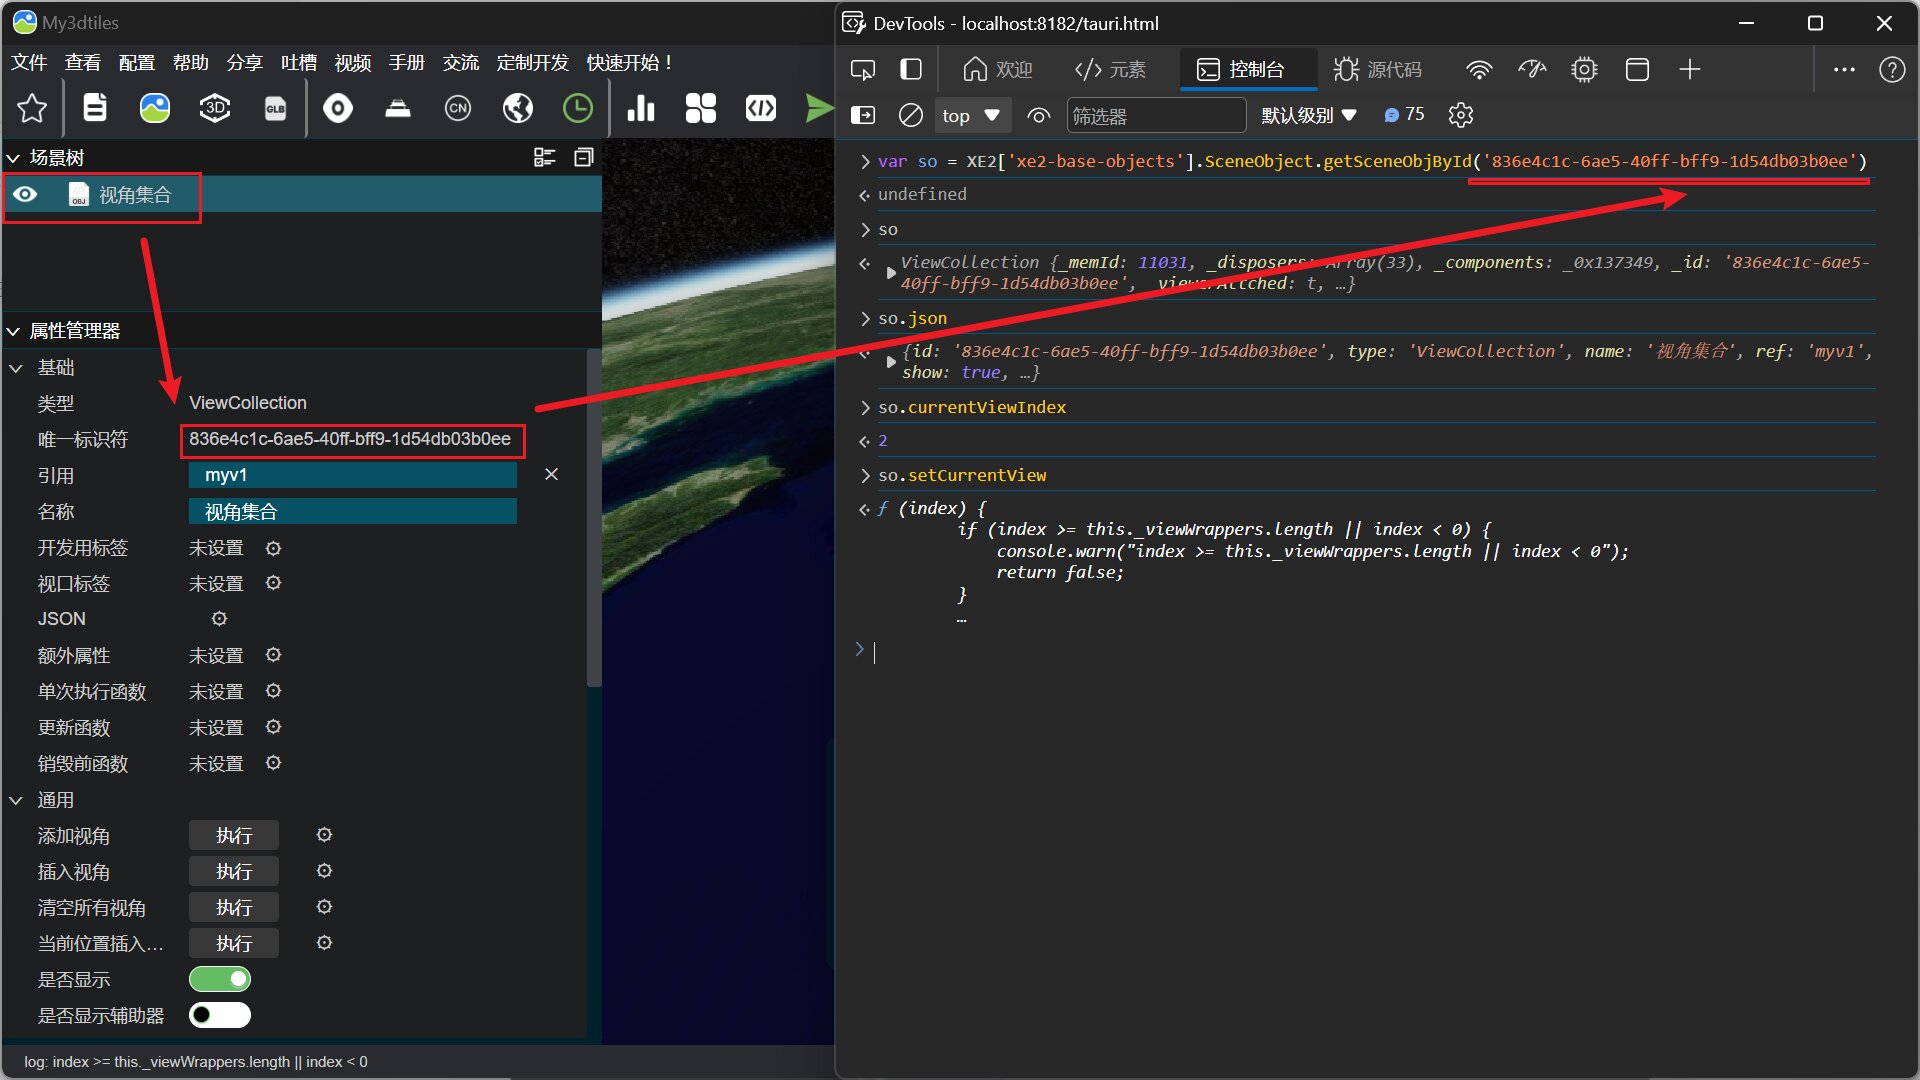 My3dtiles
文件 查看 配置 帮助 分享 吐槽 视频 手册 交流 定制开发 快速开始！
3D
GLB
CN
场景树
OBJ
视角集合
属性管理器
基础
类型 ViewCollection
唯一标识符 836e4c1c-6ae5-40ff-bff9-1d54db03b0ee
引用 myv1
名称 视角集合
开发用标签 未设置
视口标签 未设置
JSON
额外属性 未设置
单次执行函数 未设置
更新函数 未设置
销毁前函数 未设置
通用
添加视角 执行
插入视角 执行
清空所有视角 执行
当前位置插入… 执行
是否显示
是否显示辅助器
log: index >= this._viewWrappers.length || index < 0
DevTools - localhost:8182/tauri.html
欢迎 元素 控制台 源代码
top 筛选器 默认级别 75
var so = XE2['xe2-base-objects'].SceneObject.getSceneObjById('836e4c1c-6ae5-40ff-bff9-1d54db03b0ee')
undefined
so
ViewCollection {_memId: 11031, _disposers: Array(33), _components: _0x137349, _id: '836e4c1c-6ae5-
40ff-bff9-1d54db03b0ee', t, …}
so.json
{id: '836e4c1c-6ae5-40ff-bff9-1d54db03b0ee', type: 'ViewCollection', name: '视角集合', ref: 'myv1',
show: true, …}
so.currentViewIndex
2
so.setCurrentView
ƒ (index) {
if (index >= this._viewWrappers.length || index < 0) {
console.warn("index >= this._viewWrappers.length || index < 0");
return false;
}
…